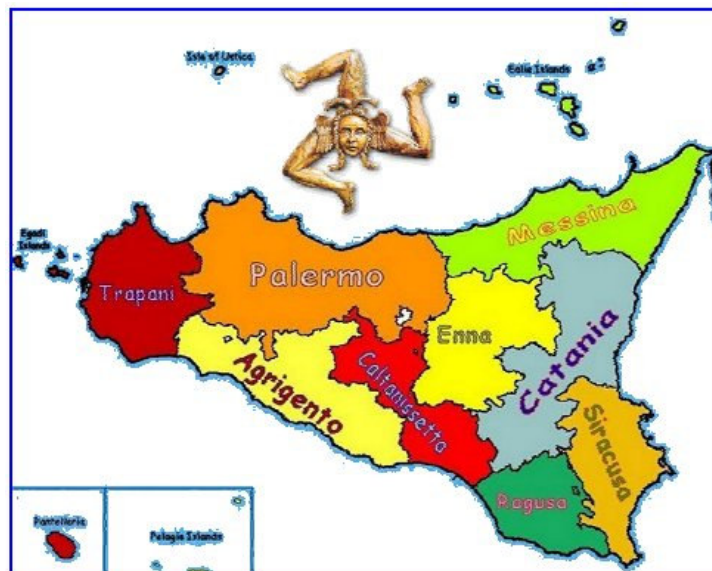 Isle of Ustica
Eolie Islands
Messina
Egadi
Islands
Palermo
Trapani
Enna
Catania
Agrigento
Caltanissetta
Siracusa
Ragusa
Pantelleria
Pelagie Islands